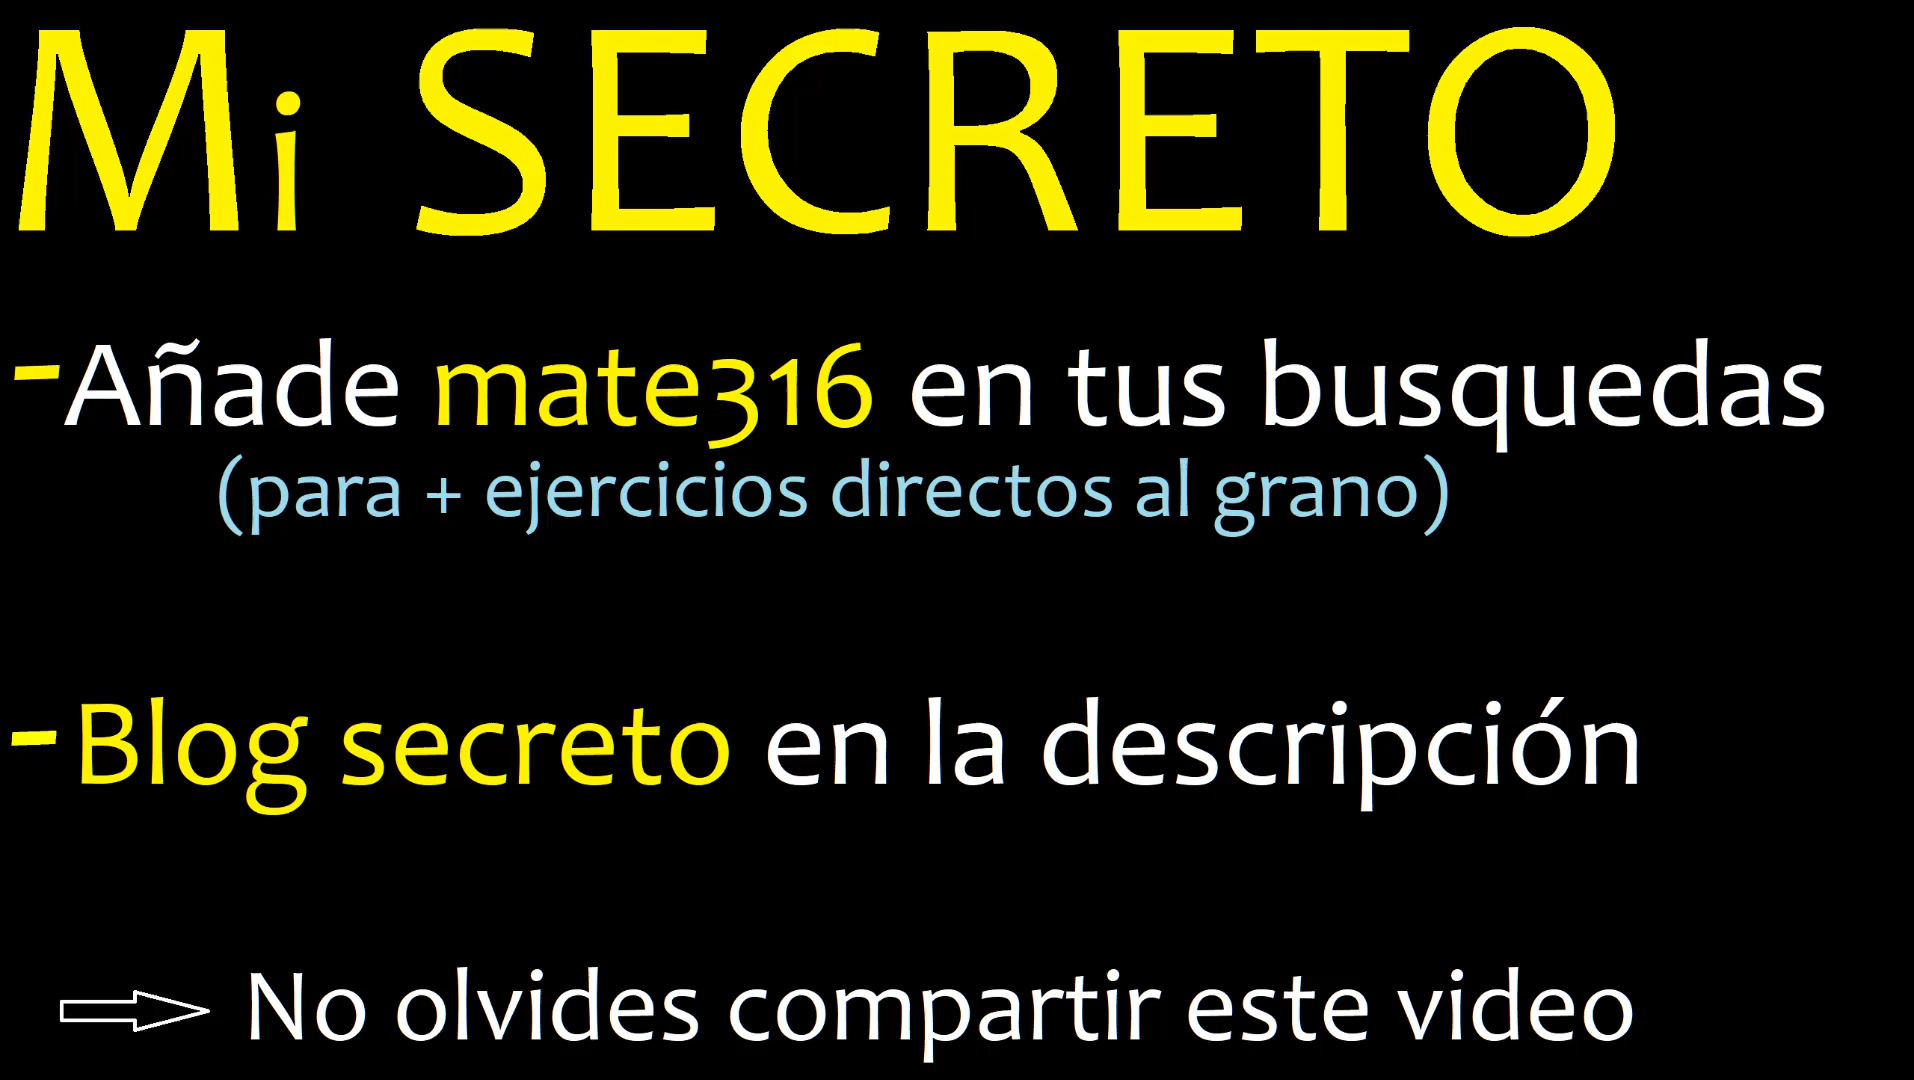 Mi SECRETO
-Añade mate316 en tus busquedas
(para + ejercicios directos al grano)
-Blog secreto en la descripción
No olvides compartir este video